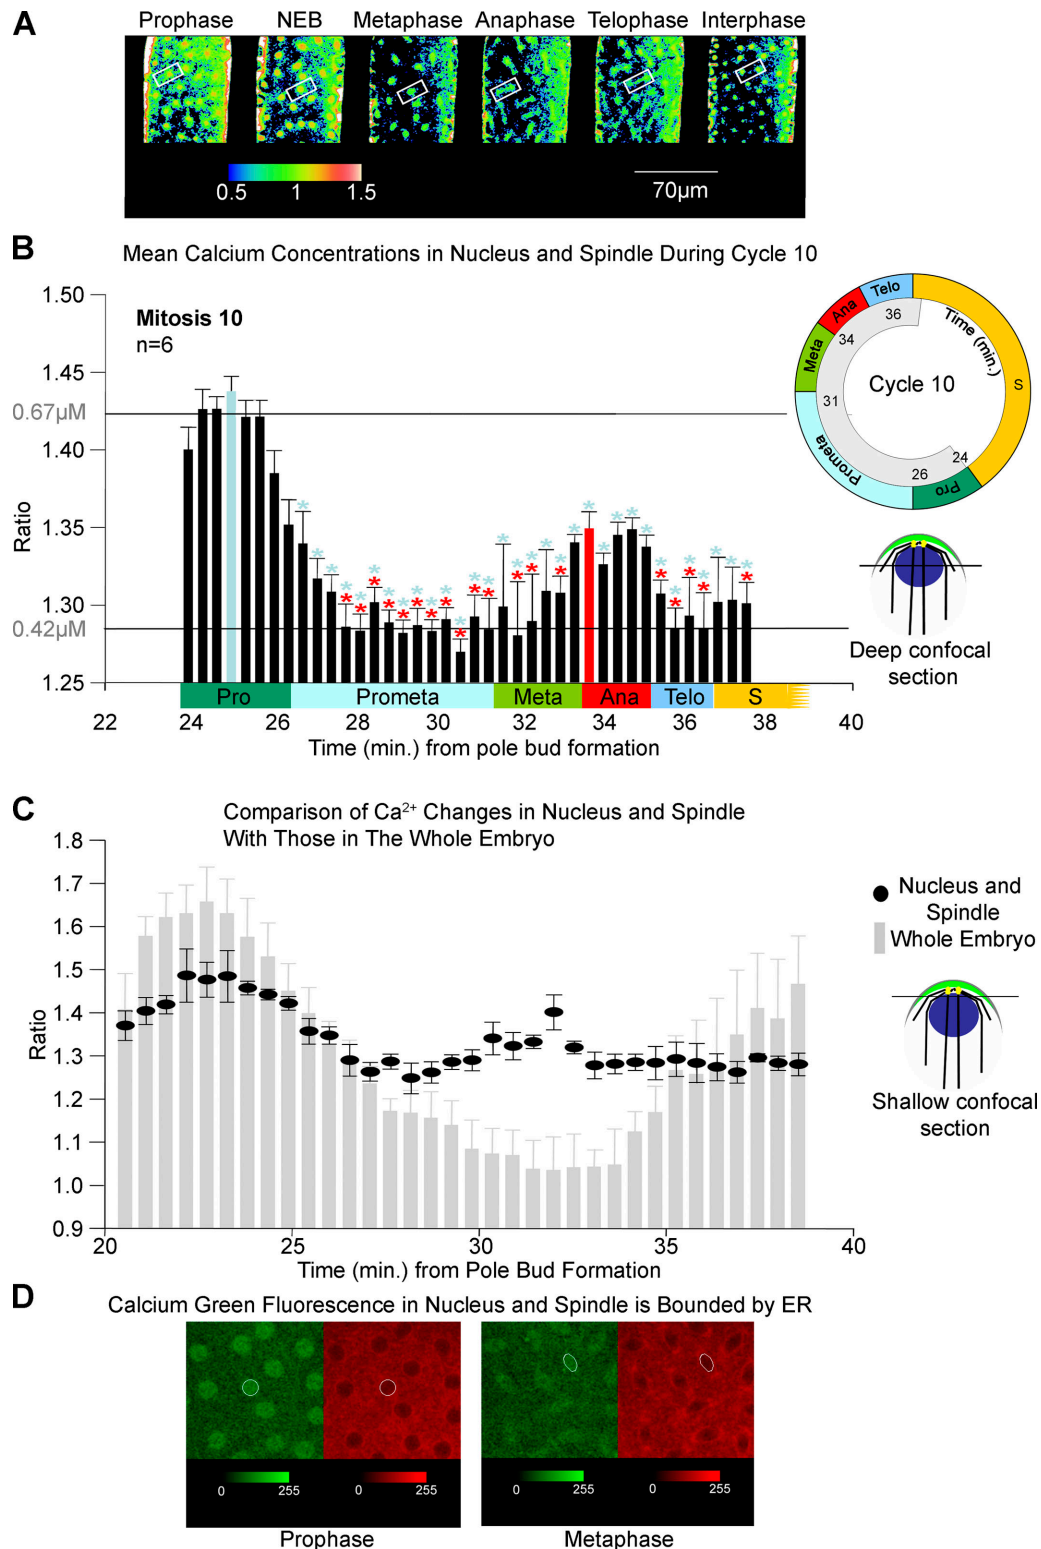 A
Prophase NEB Metaphase Anaphase Telophase Interphase
0.5 1 1.5
70µm
B
Mean Calcium Concentrations in Nucleus and Spindle During Cycle 10
Mitosis 10
n=6
1.50
1.45
0.67µM
1.40
1.35
1.30
0.42µM
1.25
Ratio
* * * * * * * * * * * * * * * * * * * * * * * * * * * * * *
Pro Prometa Meta Ana Telo S
22 24 26 28 30 32 34 36 38 40
Time (min.) from pole bud formation
Telo
Ana
Meta
Prometa
Pro
S
Time (min.)
36
34
31
26
24
Cycle 10
Deep confocal
section
C
Comparison of Ca²⁺ Changes in Nucleus and Spindle
With Those in The Whole Embryo
1.8
1.7
1.6
1.5
1.4
1.3
1.2
1.1
1.0
0.9
Ratio
20 25 30 35 40
Time (min.) from Pole Bud Formation
Nucleus and
Spindle
Whole Embryo
Shallow confocal
section
D
Calcium Green Fluorescence in Nucleus and Spindle is Bounded by ER
0 255 0 255 0 255 0 255
Prophase Metaphase